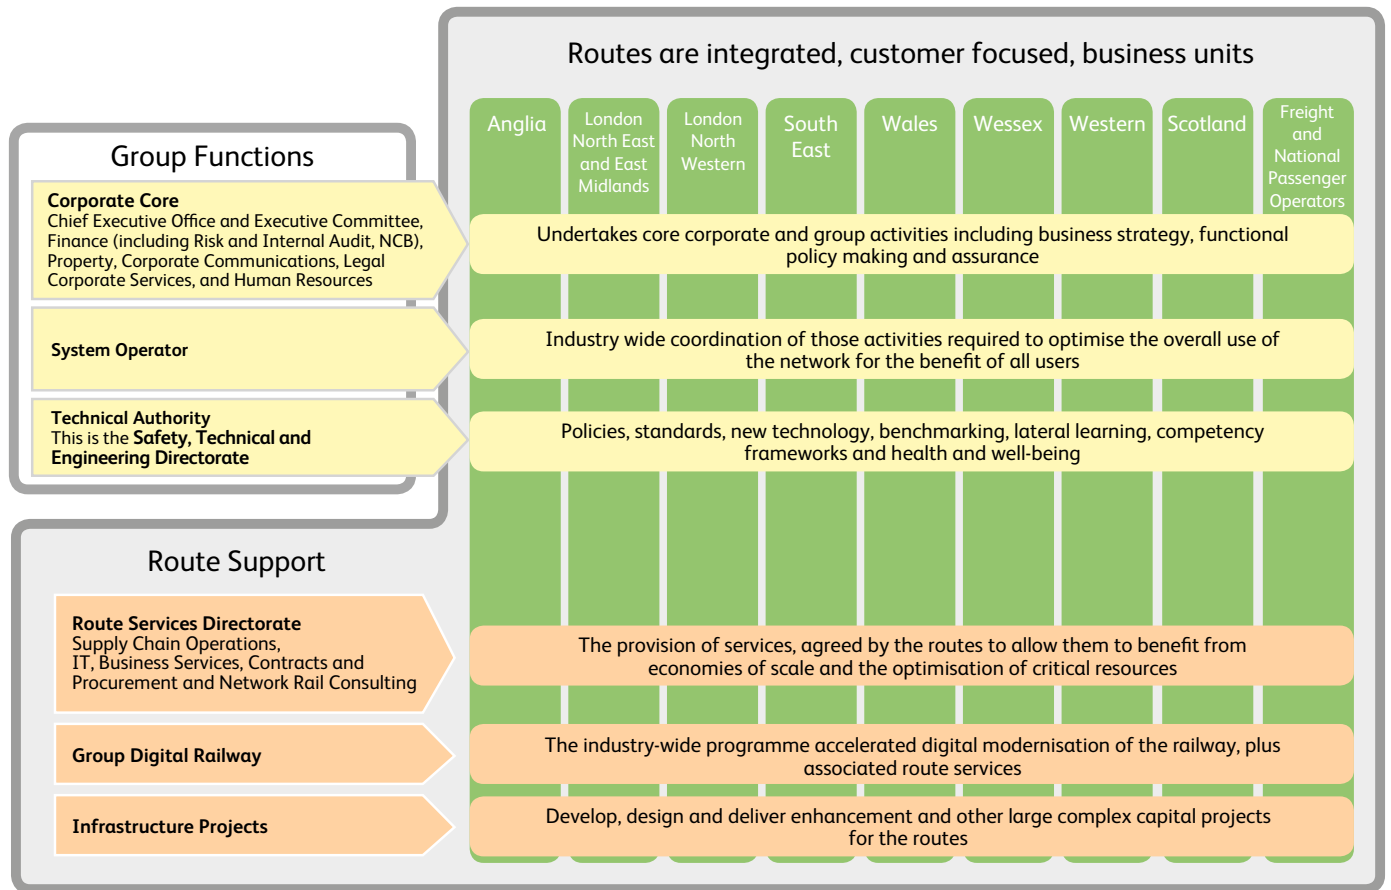 Routes are integrated, customer focused, business units
Anglia
London
North East
and East
Midlands
London
North
Western
South
East
Wales
Wessex
Western
Scotland
Freight
and
National
Passenger
Operators
Group Functions
Corporate Core
Chief Executive Office and Executive Committee,
Finance (including Risk and Internal Audit, NCB),
Property, Corporate Communications, Legal
Corporate Services, and Human Resources
Undertakes core corporate and group activities including business strategy, functional
policy making and assurance
System Operator
Industry wide coordination of those activities required to optimise the overall use of
the network for the benefit of all users
Technical Authority
This is the Safety, Technical and
Engineering Directorate
Policies, standards, new technology, benchmarking, lateral learning, competency
frameworks and health and well-being
Route Support
Route Services Directorate
Supply Chain Operations,
IT, Business Services, Contracts and
Procurement and Network Rail Consulting
The provision of services, agreed by the routes to allow them to benefit from
economies of scale and the optimisation of critical resources
Group Digital Railway
The industry-wide programme accelerated digital modernisation of the railway, plus
associated route services
Infrastructure Projects
Develop, design and deliver enhancement and other large complex capital projects
for the routes